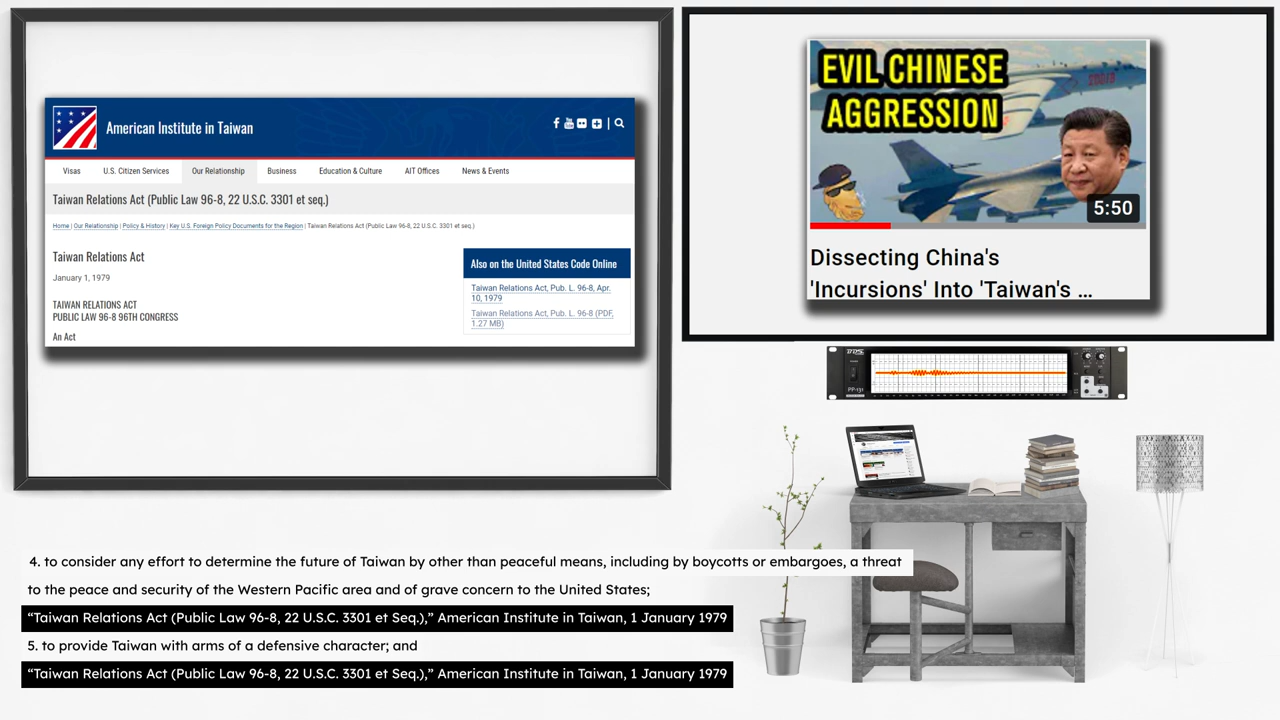 American Institute in Taiwan
Visas U.S. Citizen Services Our Relationship Business Education & Culture AIT Offices News & Events
Taiwan Relations Act (Public Law 96-8, 22 U.S.C. 3301 et seq.)
Home | Our Relationship | Policy & History | Key U.S. Foreign Policy Documents for the Region | Taiwan Relations Act (Public Law 96-8, 22 U.S.C. 3301 et seq.)
Taiwan Relations Act
January 1, 1979
TAIWAN RELATIONS ACT
PUBLIC LAW 96-8 96TH CONGRESS
An Act
Also on the United States Code Online
Taiwan Relations Act, Pub. L. 96-8, Apr.
10, 1979
Taiwan Relations Act, Pub. L. 96-8 (PDF,
1.27 MB)
EVIL CHINESE
AGGRESSION
5:50
Dissecting China's
'Incursions' Into 'Taiwan's ...
BDS
PP-131
4. to consider any effort to determine the future of Taiwan by other than peaceful means, including by boycotts or embargoes, a threat
to the peace and security of the Western Pacific area and of grave concern to the United States;
“Taiwan Relations Act (Public Law 96-8, 22 U.S.C. 3301 et Seq.),” American Institute in Taiwan, 1 January 1979
5. to provide Taiwan with arms of a defensive character; and
“Taiwan Relations Act (Public Law 96-8, 22 U.S.C. 3301 et Seq.),” American Institute in Taiwan, 1 January 1979